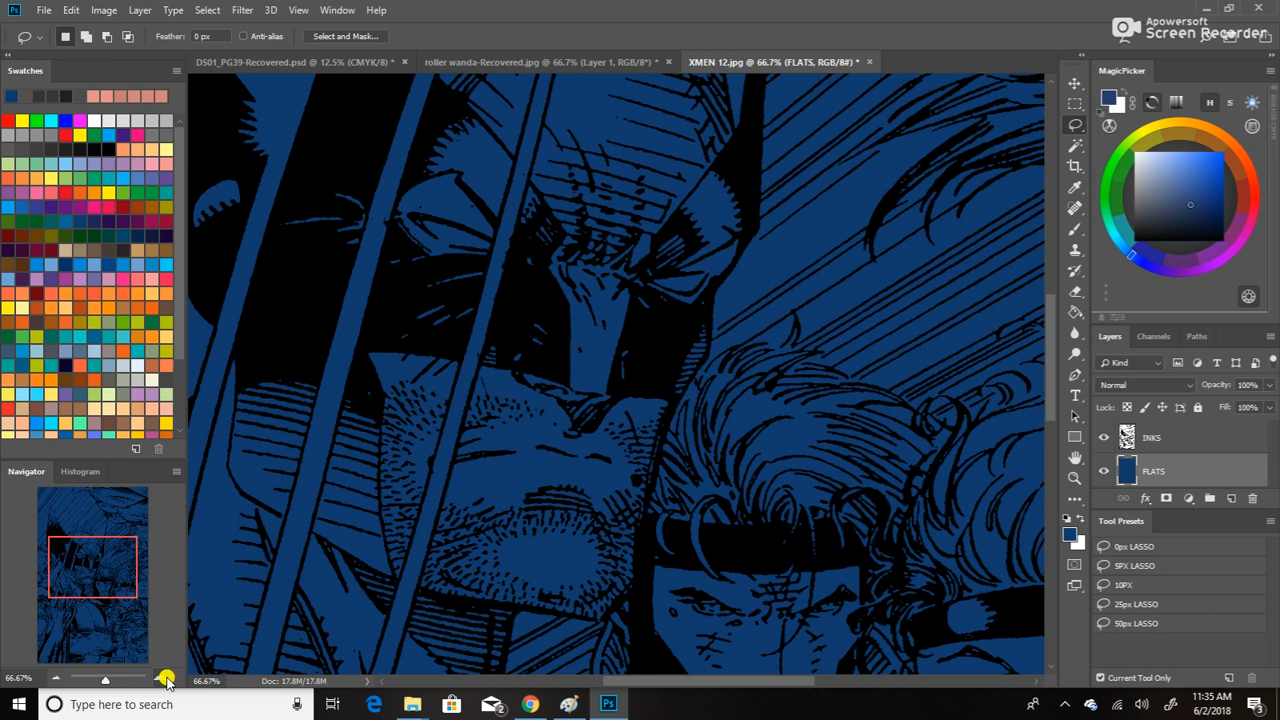 Ps File Edit Image Layer Type Select Filter 3D View Window Help
Apowersoft
Screen Recorder
Feather: 0 px Anti-alias Select and Mask...
DS01_PG39-Recovered.psd @ 12.5% (CMYK/8) * ×
roller wanda-Recovered.jpg @ 66.7% (Layer 1, RGB/8*) * ×
XMEN 12.jpg @ 66.7% (FLATS, RGB/8#) * ×
Swatches
MagicPicker
H S
Layers Channels Paths
Kind
Normal Opacity: 100%
Lock: Fill: 100%
INKS
FLATS
Tool Presets
0px LASSO
5PX LASSO
10PX
25px LASSO
50px LASSO
Current Tool Only
Navigator Histogram
66.67%
66.67% Doc: 17.8M/17.8M
Type here to search
2
Ps
11:35 AM
6/2/2018
3